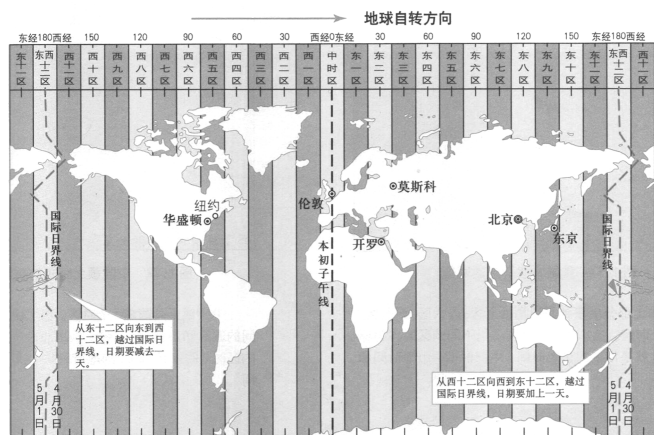 地球自转方向
东经180西经 150 120 90 60 30 西经0东经 30 60 90 120 150 东经180西经
东十一区 东西十二区 西十一区 西十区 西九区 西八区 西七区 西六区 西五区 西四区 西三区 西二区 西一区 中时区 东一区 东二区 东三区 东四区 东五区 东六区 东七区 东八区 东九区 东十区 东十一区 东西十二区 西十一区
莫斯科
伦敦
纽约
华盛顿
北京
东京
开罗
国际日界线
本初子午线
国际日界线
从东十二区向东到西
十二区，越过国际日
界线，日期要减去一
天。
从西十二区向西到东十二区，越过
国际日界线，日期要加上一天。
5月1日
4月30日
5月1日
4月30日